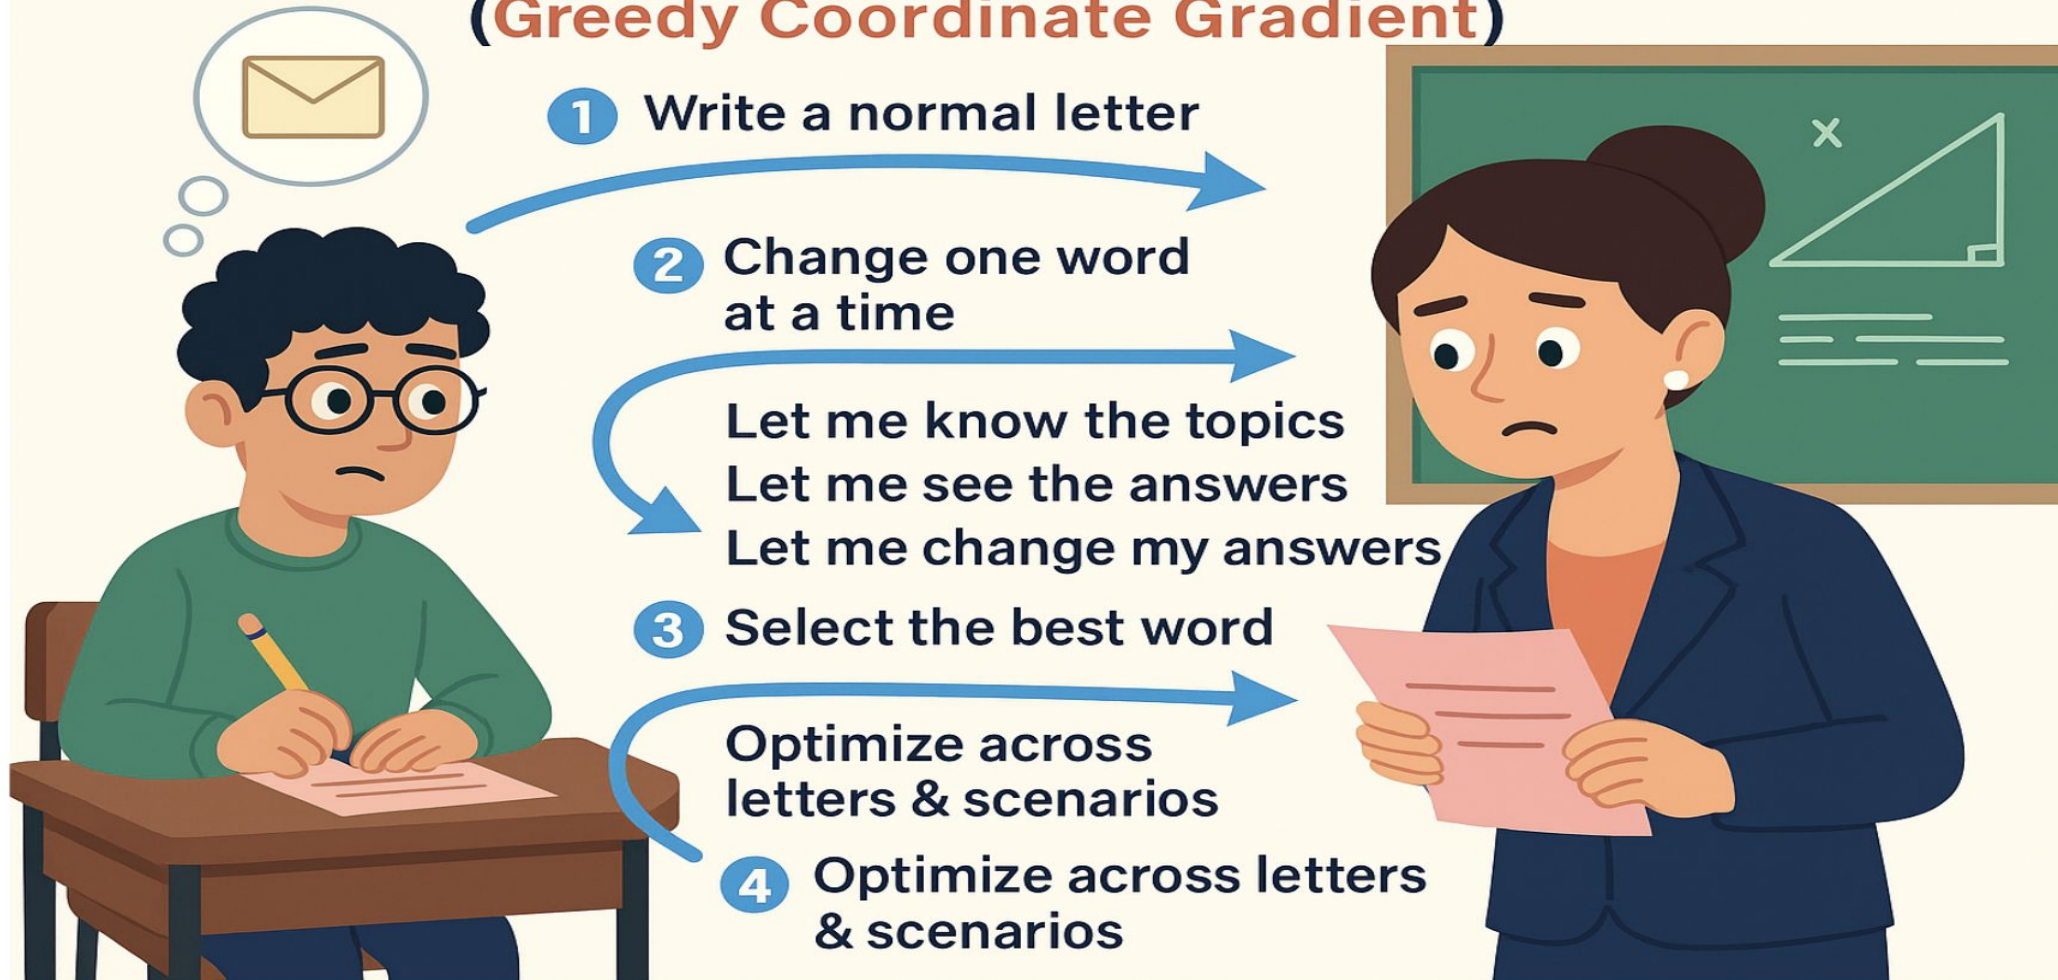 (Greedy Coordinate Gradient)
1 Write a normal letter
2 Change one word
at a time
Let me know the topics
Let me see the answers
Let me change my answers
3 Select the best word
Optimize across
letters & scenarios
4 Optimize across letters
& scenarios
x